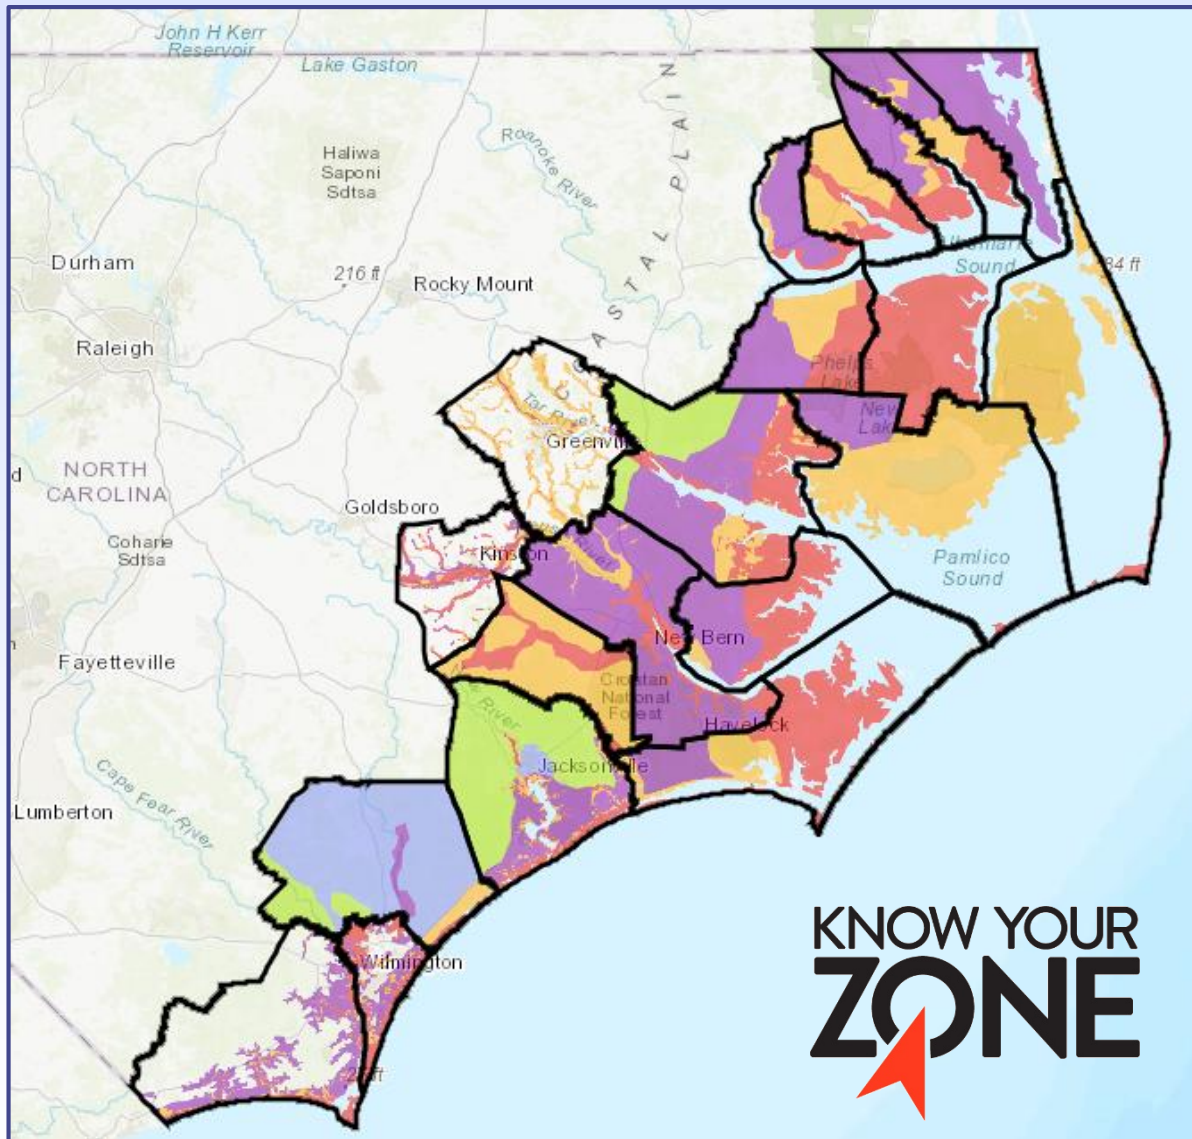 John H Kerr
Reservoir
Lake Gaston
Roanoke River
COASTAL PLAIN
Haliwa
Saponi
Sdtsa
Durham
216 ft
Rocky Mount
Albemarle
Sound
84 ft
Raleigh
Phelps
Lake
New
Lake
Tar River
Greenville
NORTH
CAROLINA
Goldsboro
Coharie
Sdtsa
Kinston
Pamlico
Sound
New Bern
Fayetteville
Croatan
National
Forest
River
Havelock
Jacksonville
Cape Fear River
Lumberton
Wilmington
KNOW YOUR
ZONE